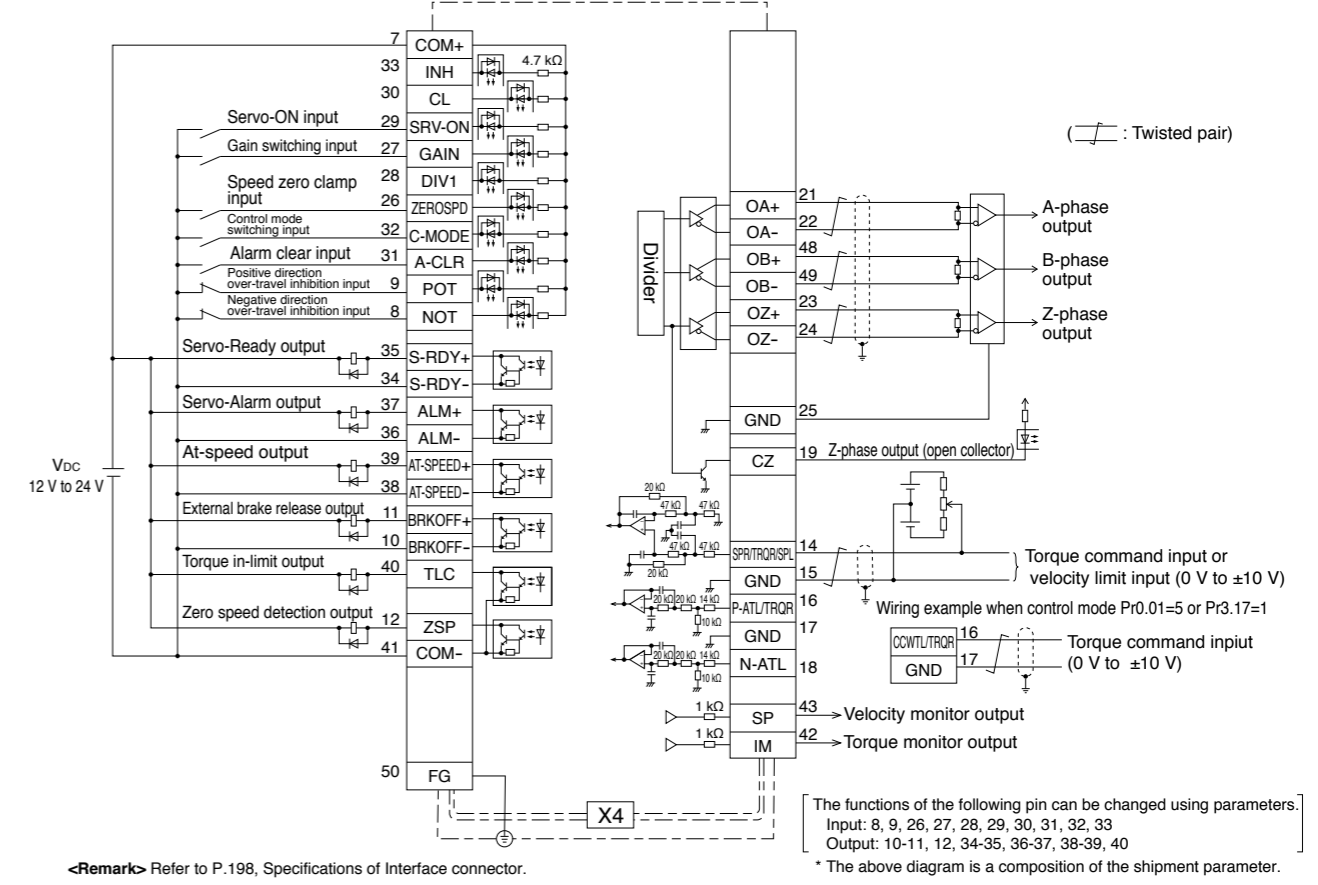 7 COM+
33 INH 4.7 kΩ
30 CL
Servo-ON input 29 SRV-ON
Gain switching input 27 GAIN
28 DIV1
Speed zero clamp
input 26 ZEROSPD
Control mode
switching input 32 C-MODE
Alarm clear input 31 A-CLR
Positive direction
over-travel inhibition input 9 POT
Negative direction
over-travel inhibition input 8 NOT
Servo-Ready output 35 S-RDY+
34 S-RDY-
Servo-Alarm output 37 ALM+
36 ALM-
At-speed output 39 AT-SPEED+
38 AT-SPEED-
External brake release output 11 BRKOFF+
10 BRKOFF-
Torque in-limit output 40 TLC
Zero speed detection output 12 ZSP
41 COM-
VDC
12 V to 24 V
50 FG
X4
( : Twisted pair)
Divider
OA+ 21
OA- 22
A-phase
output
OB+ 48
OB- 49
B-phase
output
OZ+ 23
OZ- 24
Z-phase
output
GND 25
CZ 19 Z-phase output (open collector)
20 kΩ
47 kΩ 47 kΩ
47 kΩ 47 kΩ
20 kΩ
SPR/TRQR/SPL 14
GND 15
Torque command input or
velocity limit input (0 V to ±10 V)
20 kΩ 20 kΩ 14 kΩ
10 kΩ
P-ATL/TRQR 16
GND 17
20 kΩ 20 kΩ 14 kΩ
10 kΩ
N-ATL 18
Wiring example when control mode Pr0.01=5 or Pr3.17=1
CCWTL/TRQR 16
GND 17
Torque command inpiut
(0 V to ±10 V)
1 kΩ SP 43 Velocity monitor output
1 kΩ IM 42 Torque monitor output
The functions of the following pin can be changed using parameters.
Input: 8, 9, 26, 27, 28, 29, 30, 31, 32, 33
Output: 10-11, 12, 34-35, 36-37, 38-39, 40
* The above diagram is a composition of the shipment parameter.
<Remark> Refer to P.198, Specifications of Interface connector.